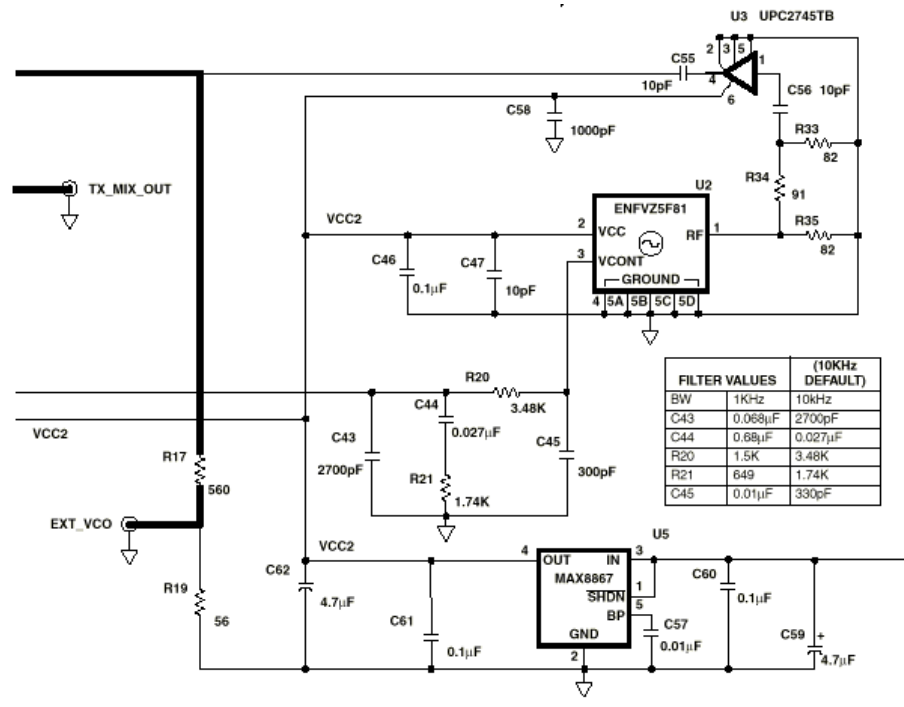 U3 UPC2745TB
2 3 5
1
C55
4
10pF
6
C56 10pF
C58
1000pF
R33
82
TX_MIX_OUT
R34
91
U2
ENFVZ5F81
VCC2
2
VCC
RF
1
R35
82
3
VCONT
C46
0.1µF
C47
10pF
GROUND
4 5A 5B 5C 5D
FILTER VALUES
(10KHz
DEFAULT)
BW 1KHz 10kHz
C43 0.068µF 2700pF
C44 0.68µF 0.027µF
R20 1.5K 3.48K
R21 649 1.74K
C45 0.01µF 330pF
R20
3.48K
C44
0.027µF
VCC2
C43
2700pF
C45
300pF
R21
1.74K
R17
560
EXT_VCO
VCC2
U5
4
OUT
IN
3
MAX8867
SHDN
1
BP
5
GND
2
C62
4.7µF
C61
0.1µF
C57
0.01µF
C60
0.1µF
C59
+
4.7µF
R19
56